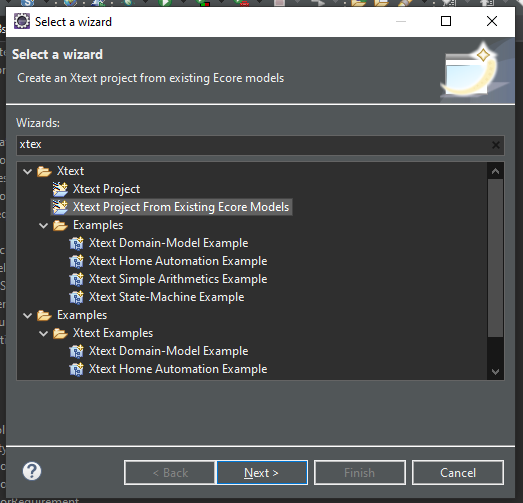 Select a wizard
Select a wizard
Create an Xtext project from existing Ecore models
Wizards:
xtex
Xtext
Xtext Project
Xtext Project From Existing Ecore Models
Examples
Xtext Domain-Model Example
Xtext Home Automation Example
Xtext Simple Arithmetics Example
Xtext State-Machine Example
Examples
Xtext Examples
Xtext Domain-Model Example
Xtext Home Automation Example
? < Back Next > Finish Cancel